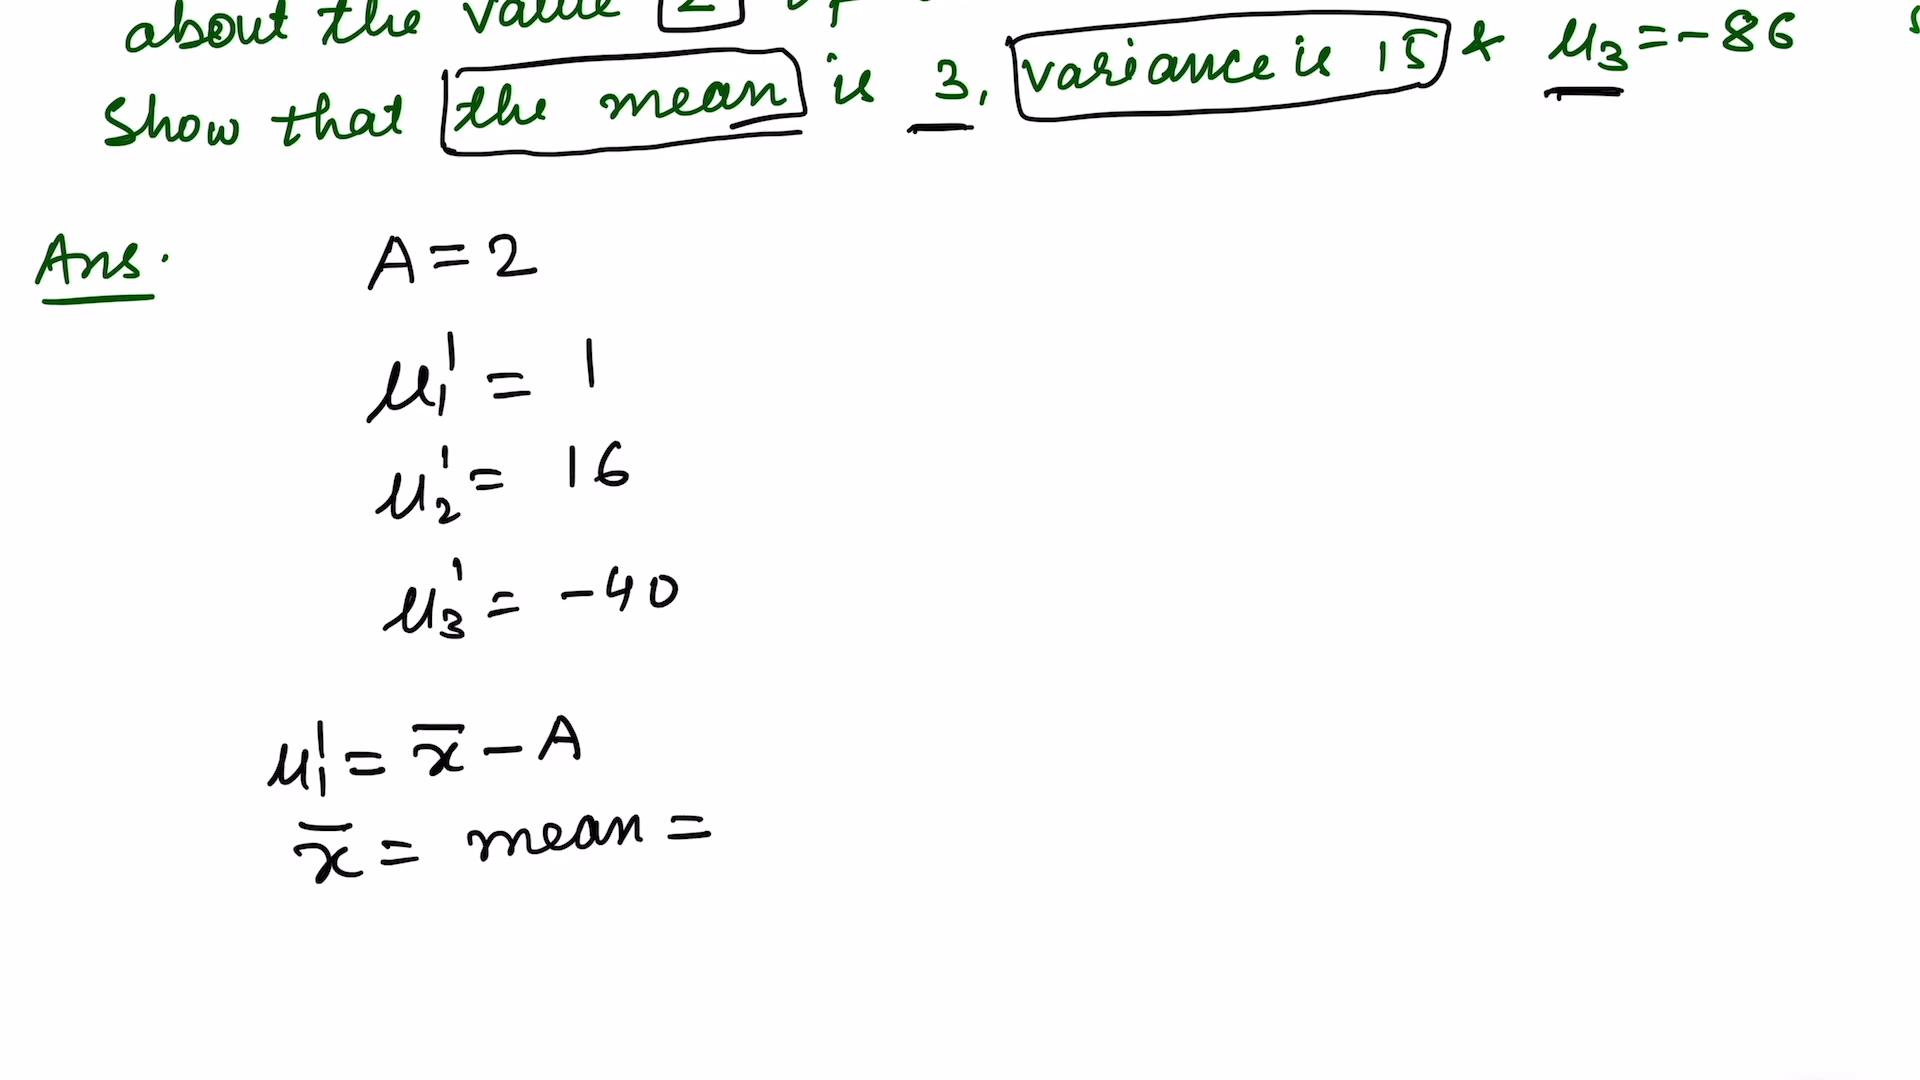 about the value 2 of
Show that the mean is 3, variance is 15 & μ₃=-86
Ans.
A=2
μ₁' = 1
μ₂' = 16
μ₃' = -40
μ₁' = x̄ - A
x̄ = mean =